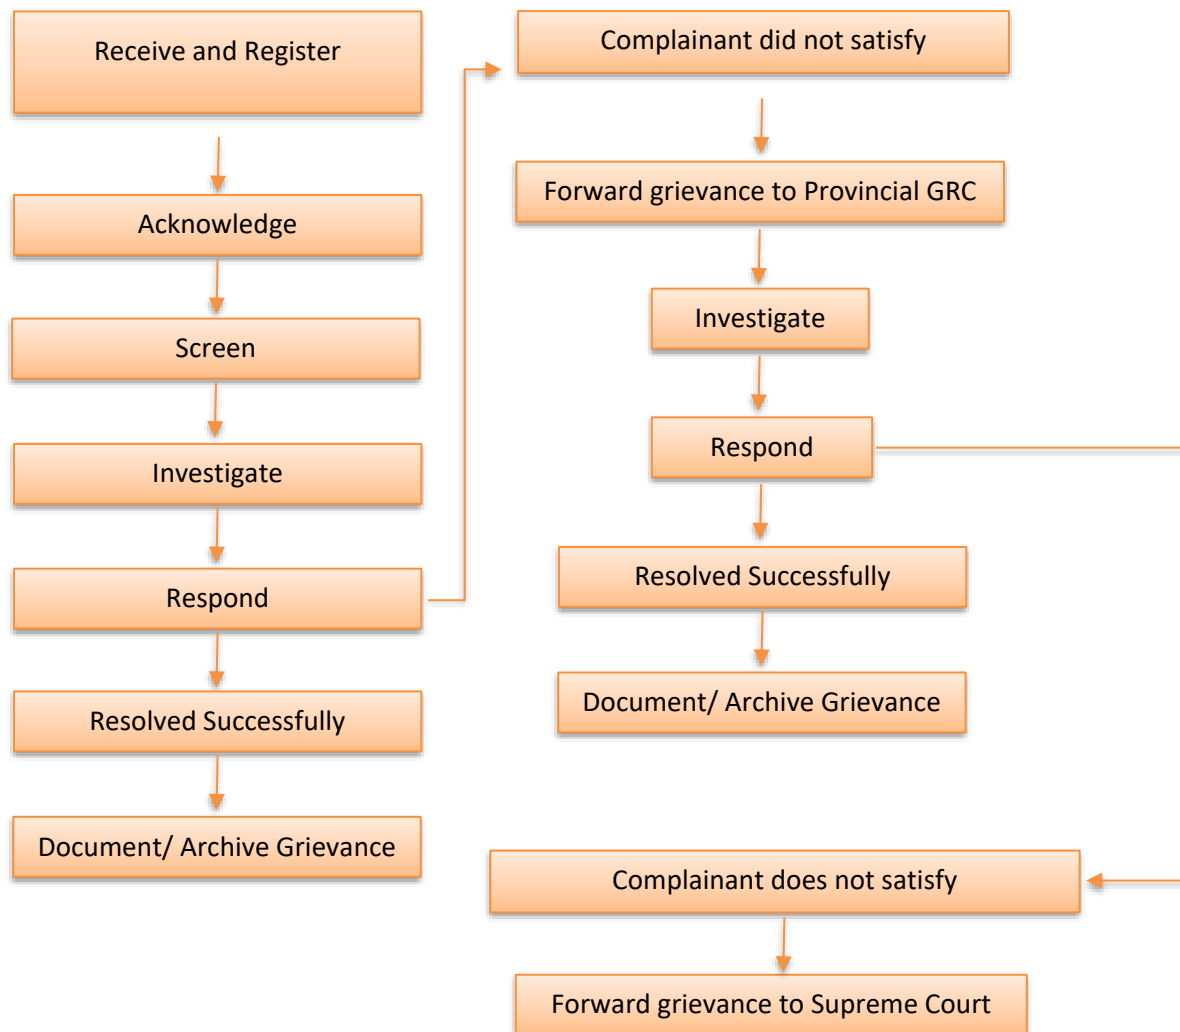 Receive and Register
Acknowledge
Screen
Investigate
Respond
Resolved Successfully
Document/ Archive Grievance
Complainant did not satisfy
Forward grievance to Provincial GRC
Investigate
Respond
Resolved Successfully
Document/ Archive Grievance
Complainant does not satisfy
Forward grievance to Supreme Court